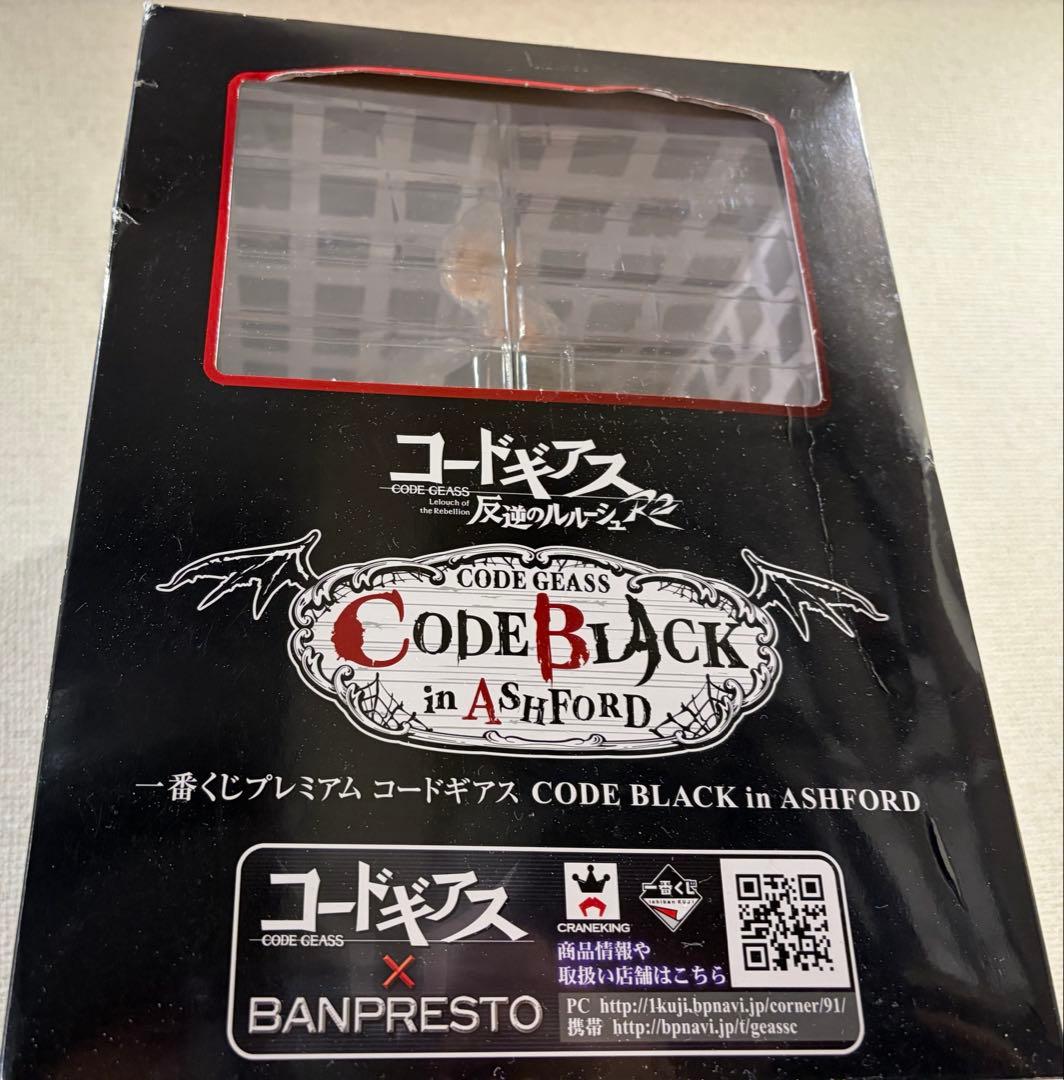 コードギアス
CODE GEASS
Lelouch of
the Rebellion
反逆のルルーシュ R2
CODE GEASS
CODE BLACK
in ASHFORD
一番くじプレミアム コードギアス CODE BLACK in ASHFORD
コードギアス
CODE GEASS
×
BANPRESTO
CRANEKING
一番くじ
ichiban KUJI
商品情報や
取扱い店舗はこちら
PC http://1kuji.bpnavi.jp/corner/91/
携帯 http://bpnavi.jp/t/geassc